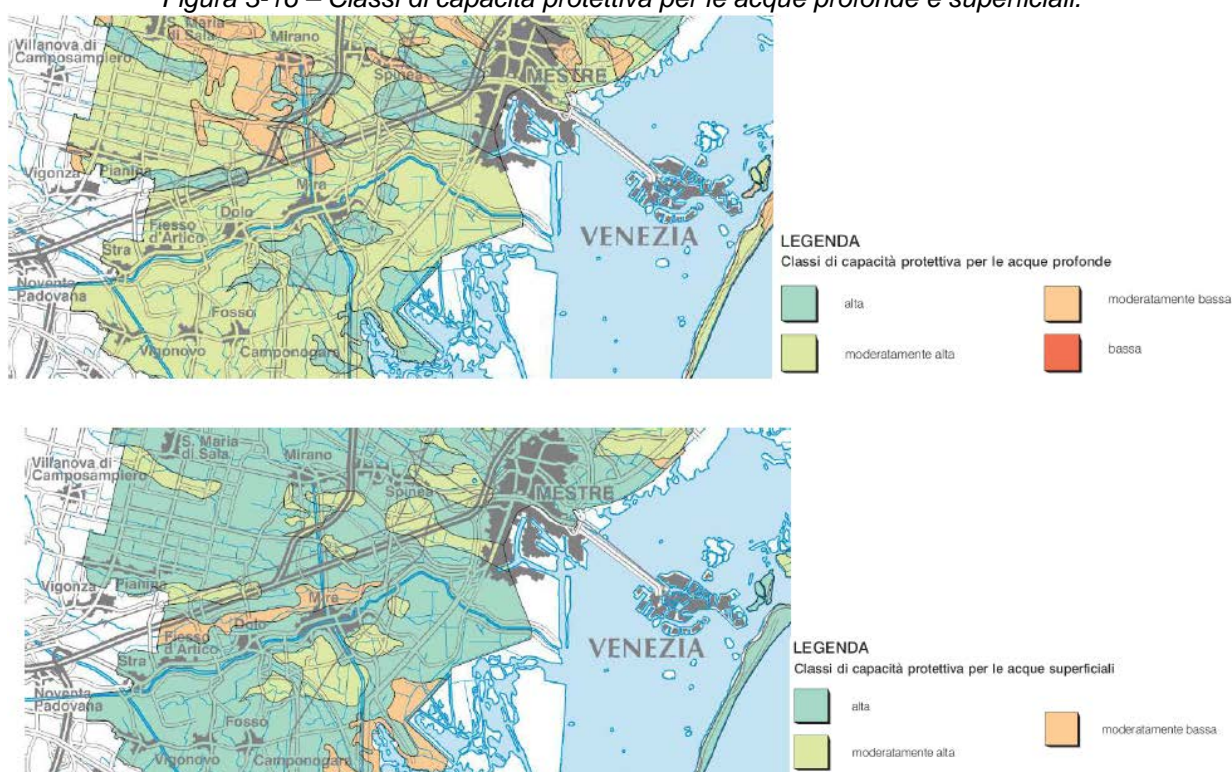 Figura 3-16 – Classi di capacità protettiva per le acque profonde e superficiali.
S. Maria
di Sala
Mirano
Villanova di
Camposampiero
Spinea
MESTRE
Vigonza
Pianiga
Mira
Dolo
Fiesso
d'Artico
Stra
VENEZIA
Noventa
Padovana
Fossò
Vigonovo
Camponogara
LEGENDA
Classi di capacità protettiva per le acque profonde
alta
moderatamente bassa
moderatamente alta
bassa
S. Maria
di Sala
Mirano
Villanova di
Camposampiero
Spinea
MESTRE
Vigonza
Pianiga
Mira
Dolo
Fiesso
d'Artico
Stra
VENEZIA
Noventa
Padovana
Fossò
Vigonovo
Camponogara
LEGENDA
Classi di capacità protettiva per le acque superficiali
alta
moderatamente bassa
moderatamente alta